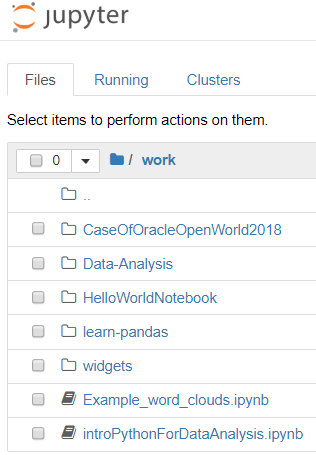 jupyter
Files Running Clusters
Select items to perform actions on them.
0 / work
..
CaseOfOracleOpenWorld2018
Data-Analysis
HelloWorldNotebook
learn-pandas
widgets
Example_word_clouds.ipynb
introPythonForDataAnalysis.ipynb